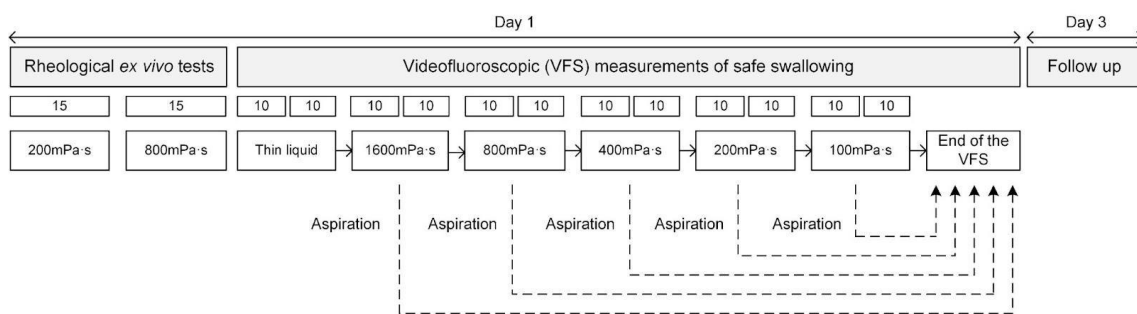 Day 1
Day 3
Rheological ex vivo tests
Videofluoroscopic (VFS) measurements of safe swallowing
Follow up
15
15
10
10
10
10
10
10
10
10
10
10
10
10
200mPa·s
800mPa·s
Thin liquid
1600mPa·s
800mPa·s
400mPa·s
200mPa·s
100mPa·s
End of the
VFS
Aspiration
Aspiration
Aspiration
Aspiration
Aspiration